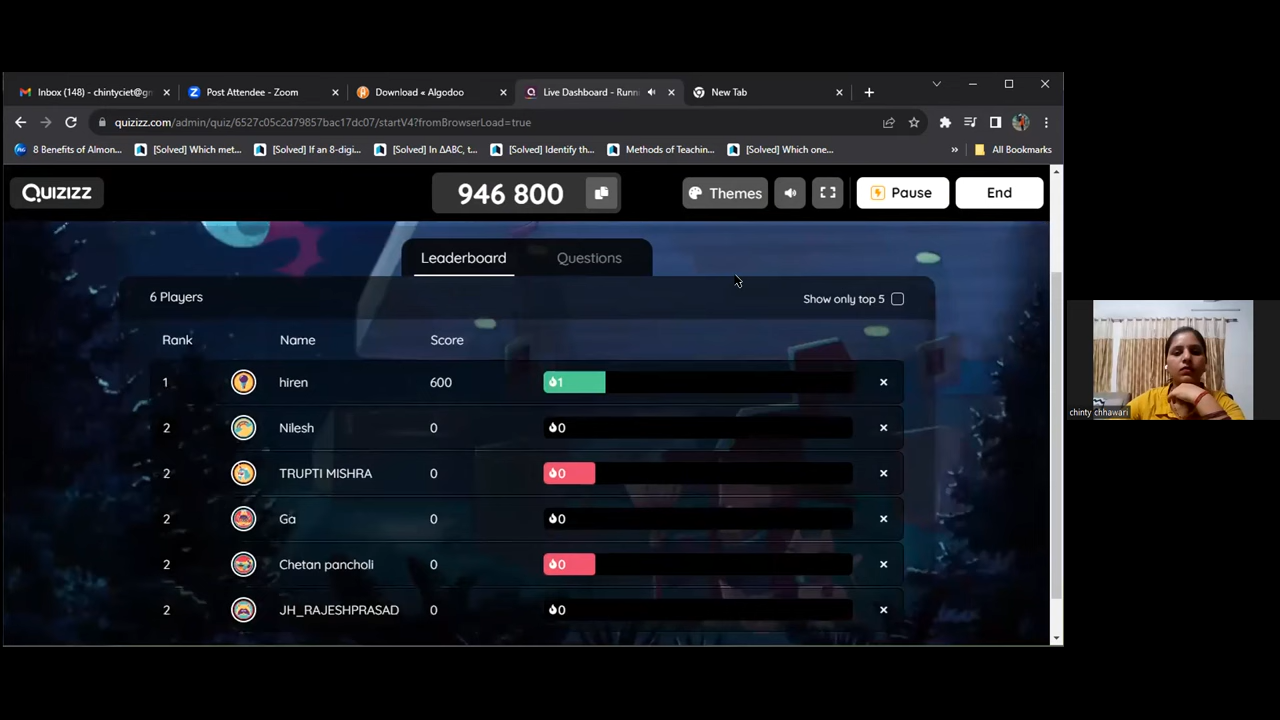 Inbox (148) - chintyciet@gm
Post Attendee - Zoom
Download « Algodoo
Live Dashboard - Runni
New Tab
quizizz.com/admin/quiz/6527c05c2d79857bac17dc07/startV4?fromBrowserLoad=true
8 Benefits of Almon...
[Solved] Which met...
[Solved] If an 8-digi...
[Solved] In ΔABC, t...
[Solved] Identify th...
Methods of Teachin...
[Solved] Which one...
» All Bookmarks
Quizizz
946 800
Themes
Pause
End
Leaderboard
Questions
6 Players
Show only top 5
Rank Name Score
1 hiren 600 1
2 Nilesh 0 0
2 TRUPTI MISHRA 0 0
2 Ga 0 0
2 Chetan pancholi 0 0
2 JH_RAJESHPRASAD 0 0
chinty chhawari